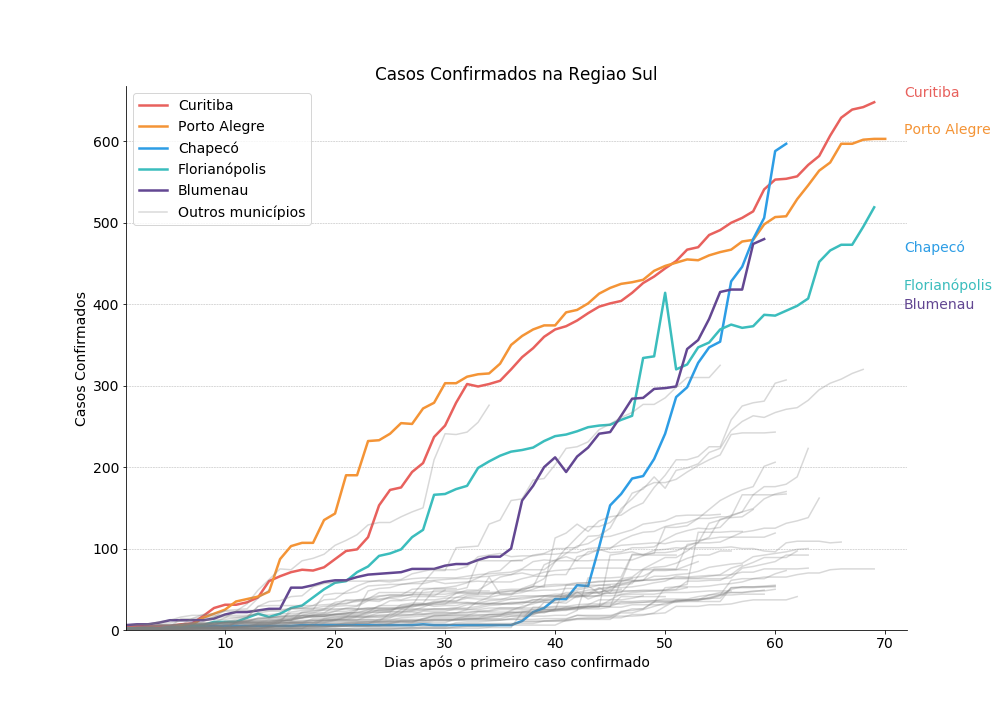 Casos Confirmados na Regiao Sul
Curitiba
Porto Alegre
Chapecó
Florianópolis
Blumenau
Outros municípios
Curitiba
Porto Alegre
Chapecó
Florianópolis
Blumenau
Casos Confirmados
600
500
400
300
200
100
0
10 20 30 40 50 60 70
Dias após o primeiro caso confirmado